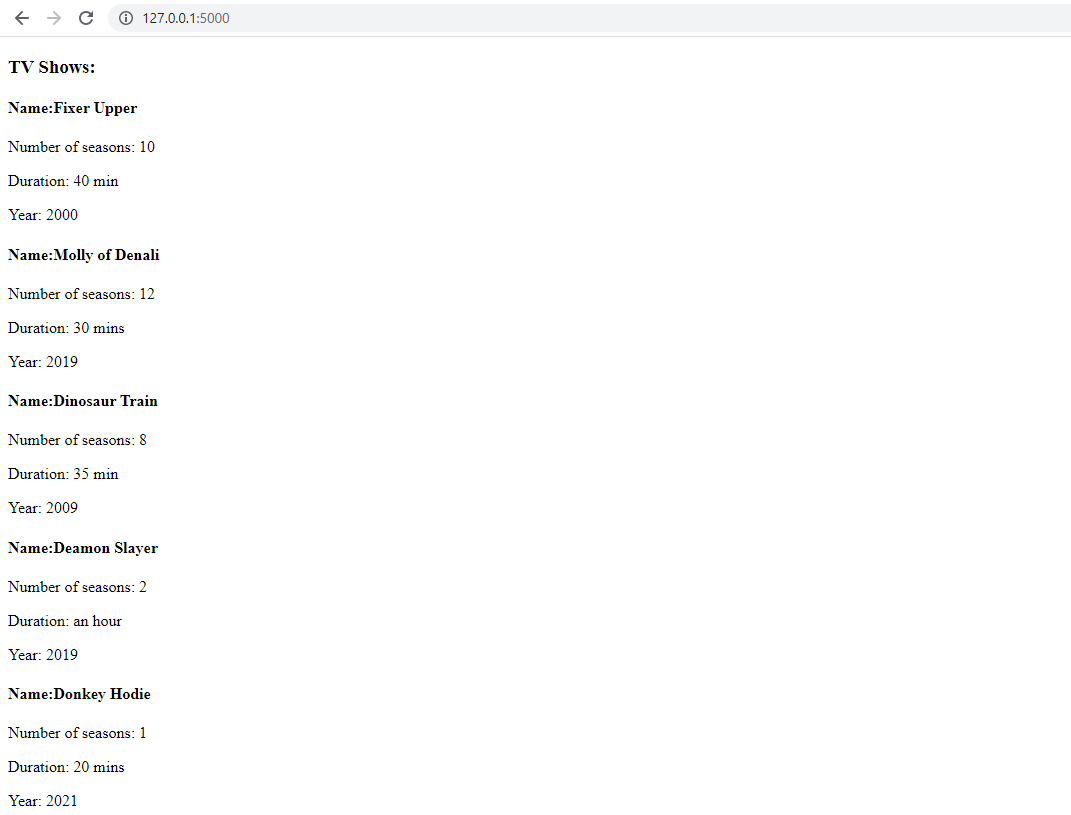 127.0.0.1:5000
TV Shows:
Name:Fixer Upper
Number of seasons: 10
Duration: 40 min
Year: 2000
Name:Molly of Denali
Number of seasons: 12
Duration: 30 mins
Year: 2019
Name:Dinosaur Train
Number of seasons: 8
Duration: 35 min
Year: 2009
Name:Deamon Slayer
Number of seasons: 2
Duration: an hour
Year: 2019
Name:Donkey Hodie
Number of seasons: 1
Duration: 20 mins
Year: 2021